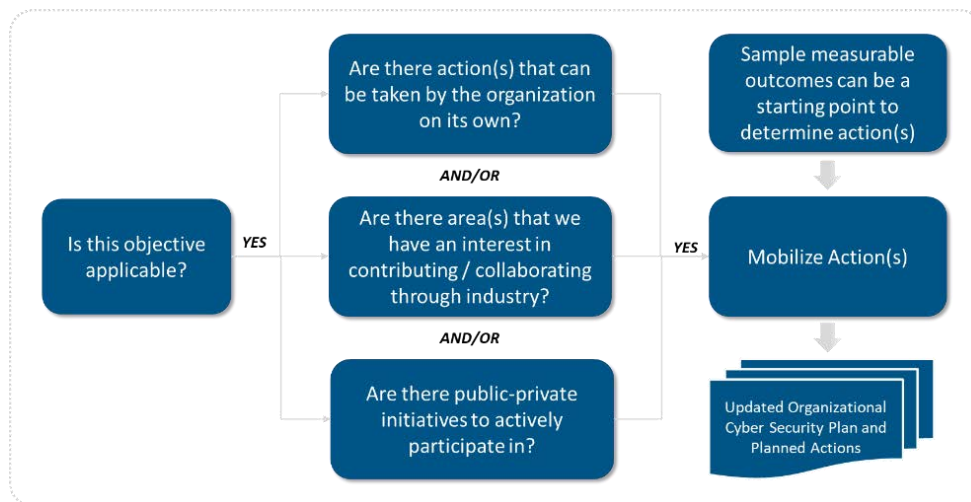 Is this objective
applicable?
YES
Are there action(s) that can
be taken by the organization
on its own?
AND/OR
Are there area(s) that we
have an interest in
contributing / collaborating
through industry?
AND/OR
Are there public-private
initiatives to actively
participate in?
YES
Sample measurable
outcomes can be a
starting point to
determine action(s)
Mobilize Action(s)
Updated Organizational
Cyber Security Plan and
Planned Actions